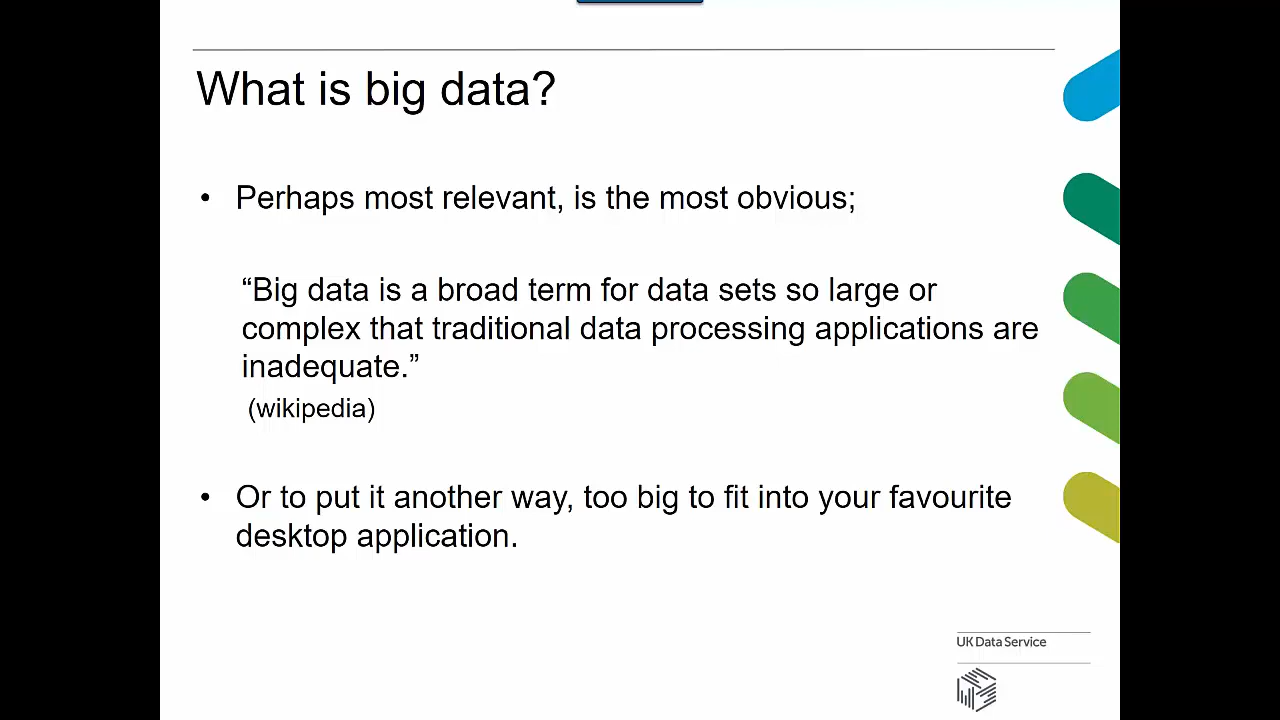 What is big data?
• Perhaps most relevant, is the most obvious;
“Big data is a broad term for data sets so large or
complex that traditional data processing applications are
inadequate.”
(wikipedia)
• Or to put it another way, too big to fit into your favourite
desktop application.
UK Data Service